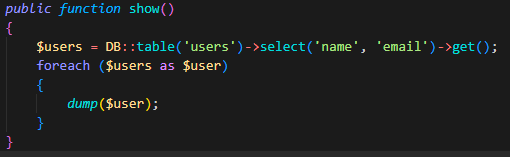 public function show()
{
    $users = DB::table('users')->select('name', 'email')->get();
    foreach ($users as $user)
    {
        dump($user);
    }
}